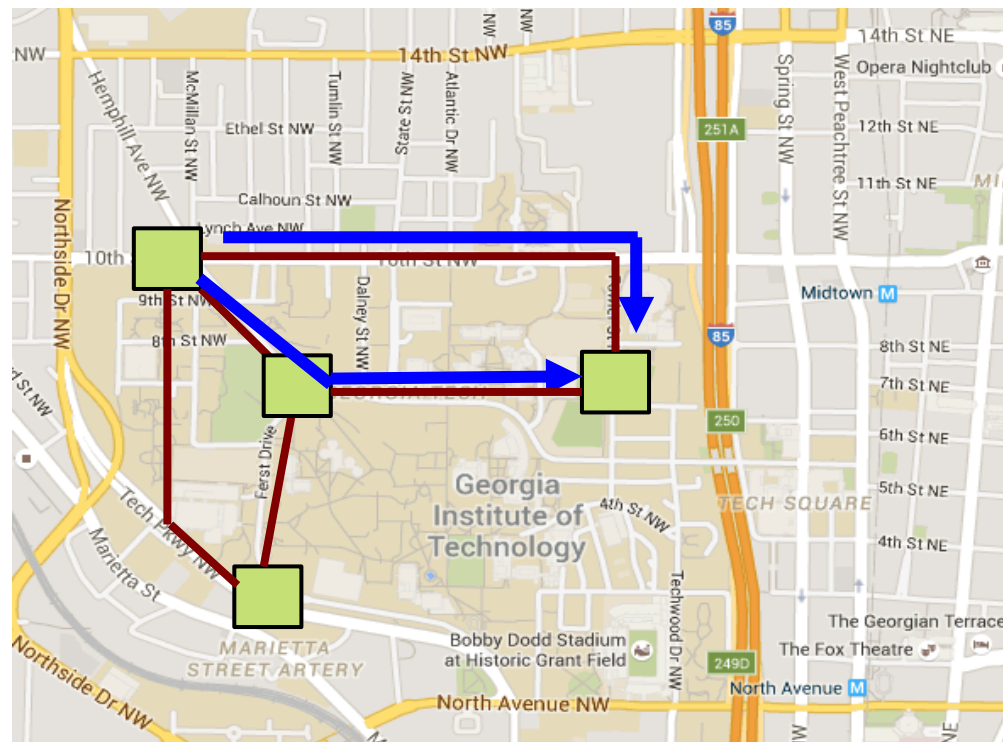 NW
14th St NW
85
14th St NE
Opera Nightclub
Hemphill Ave NW
McMillan St NW
Tumlin St NW
State St NW
Atlantic Dr NW
NW
NW
Spring St NW
West Peachtree St NW
Ethel St NW
251A
12th St NE
11th St NE
Calhoun St NW
Lynch Ave NW
Northside Dr NW
10th
10th St NW
9th St NW
8th St NW
Dalney St NW
Midtown M
85
8th St NE
7th St NE
GEORGIA TECH
250
6th St NE
Ferst Drive
5th St NE
Georgia
Institute of
Technology
TECH SQUARE
4th St NW
4th St NE
Tech Pkwy NW
Marietta St
Techwood Dr NW
The Georgian Terrace
Bobby Dodd Stadium
at Historic Grant Field
The Fox Theatre
MARIETTA
STREET ARTERY
249D
North Avenue M
Northside Dr NW
North Avenue NW